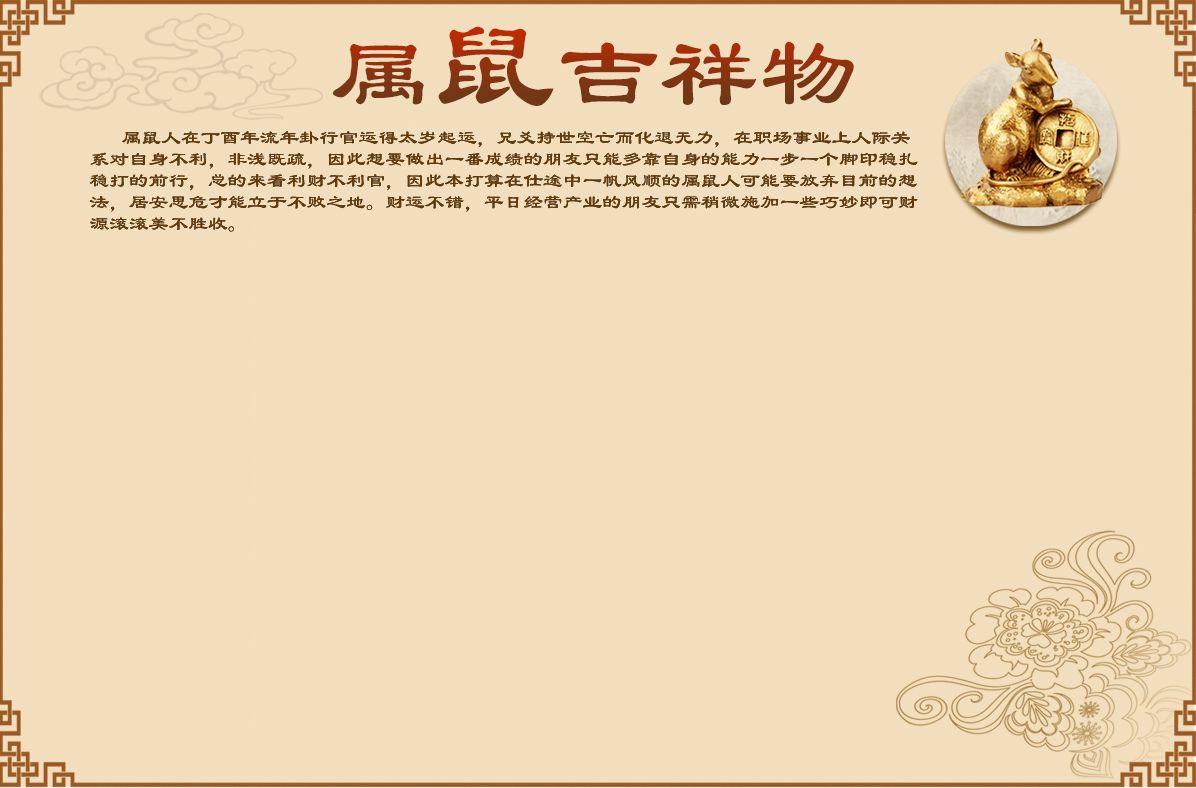 属鼠吉祥物
属鼠人在丁酉年流年卦行官运得太岁起运，兄爻持世空亡而化退无力，在职场事业上人际关
系对自身不利，非浅既疏，因此想要做出一番成绩的朋友只能多靠自身的能力一步一个脚印稳扎
稳打的前行，总的来看利财不利官，因此本打算在仕途中一帆风顺的属鼠人可能要放弃目前的想
法，居安思危才能立于不败之地。财运不错，平日经营产业的朋友只需稍微施加一些巧妙即可财
源滚滚美不胜收。